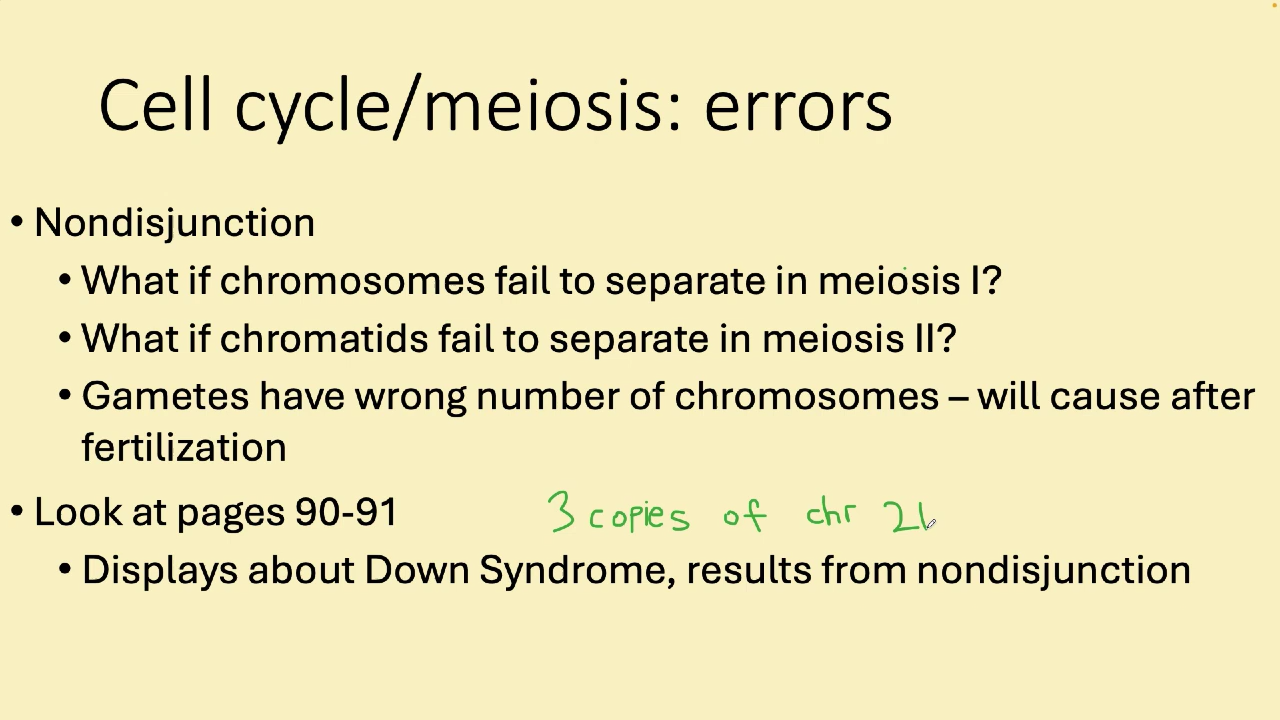 Cell cycle/meiosis: errors
• Nondisjunction
• What if chromosomes fail to separate in meiosis I?
• What if chromatids fail to separate in meiosis II?
• Gametes have wrong number of chromosomes – will cause after
fertilization
• Look at pages 90-91 3 copies of chr 21
• Displays about Down Syndrome, results from nondisjunction